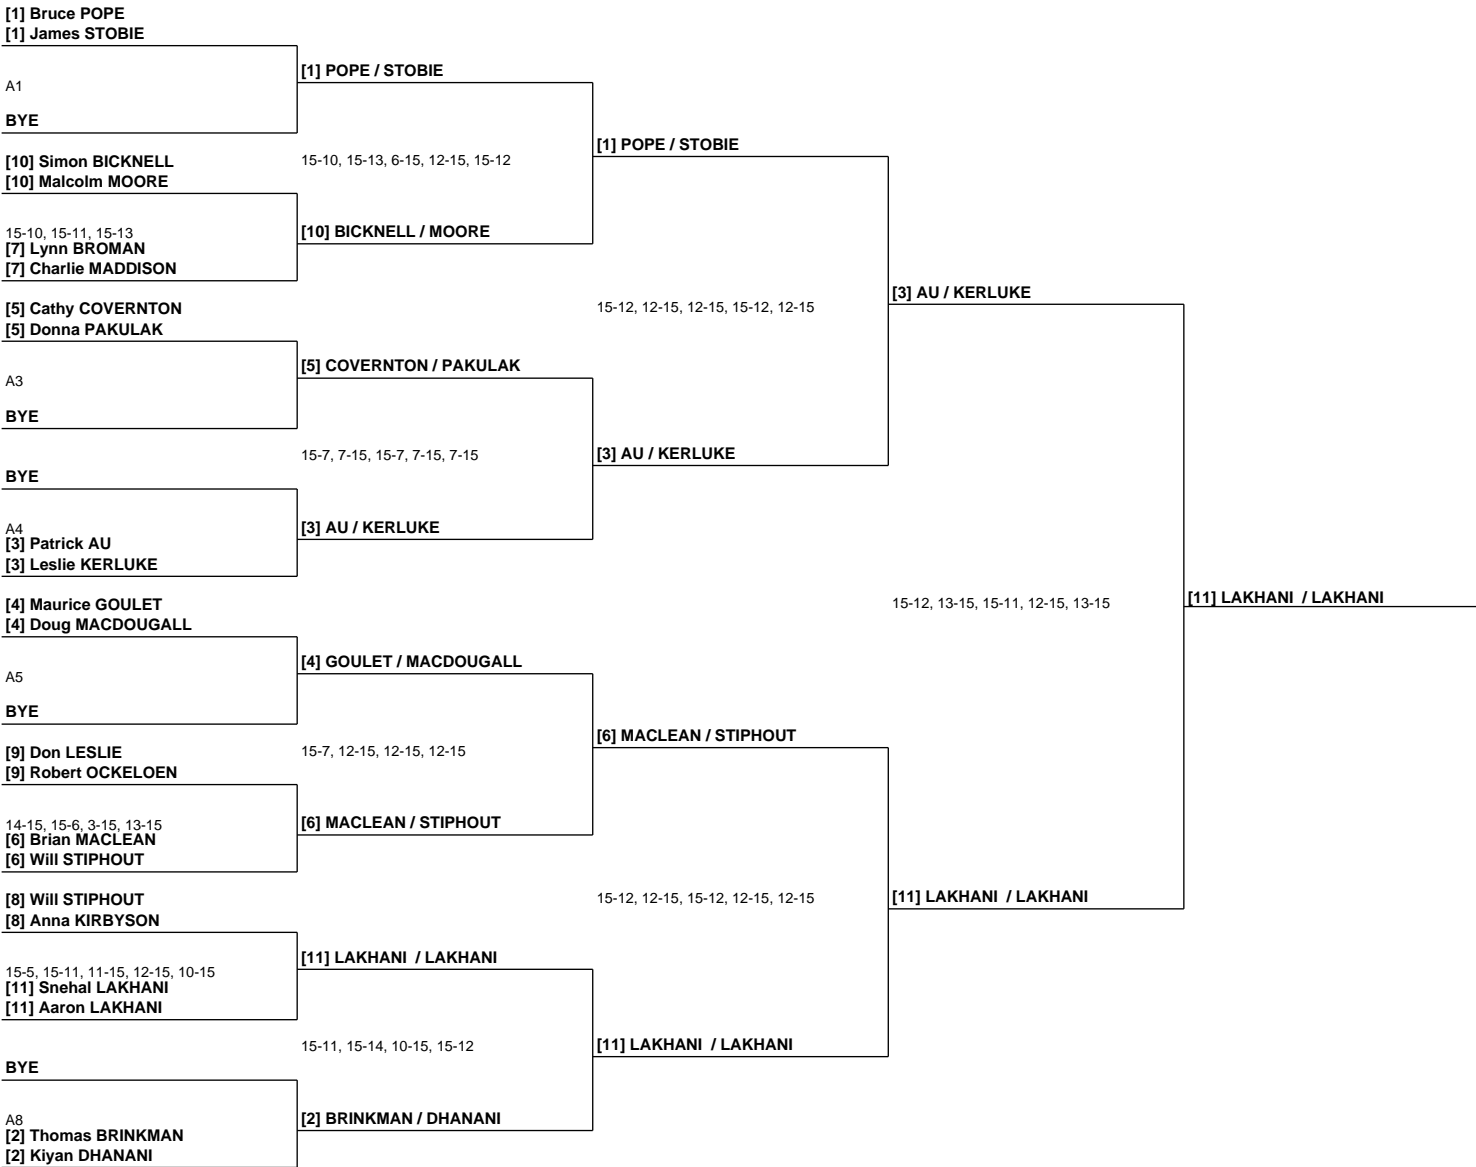 [1] Bruce POPE
[1] James STOBIE
[1] POPE / STOBIE
A1
BYE
[1] POPE / STOBIE
[10] Simon BICKNELL
15-10, 15-13, 6-15, 12-15, 15-12
[10] Malcolm MOORE
15-10, 15-11, 15-13
[10] BICKNELL / MOORE
[7] Lynn BROMAN
[7] Charlie MADDISON
[3] AU / KERLUKE
[5] Cathy COVERNTON
15-12, 12-15, 12-15, 15-12, 12-15
[5] Donna PAKULAK
[5] COVERNTON / PAKULAK
A3
BYE
15-7, 7-15, 15-7, 7-15, 7-15
[3] AU / KERLUKE
BYE
A4
[3] AU / KERLUKE
[3] Patrick AU
[3] Leslie KERLUKE
[4] Maurice GOULET
15-12, 13-15, 15-11, 12-15, 13-15
[11] LAKHANI / LAKHANI
[4] Doug MACDOUGALL
[4] GOULET / MACDOUGALL
A5
BYE
[6] MACLEAN / STIPHOUT
[9] Don LESLIE
15-7, 12-15, 12-15, 12-15
[9] Robert OCKELOEN
14-15, 15-6, 3-15, 13-15
[6] MACLEAN / STIPHOUT
[6] Brian MACLEAN
[6] Will STIPHOUT
[8] Will STIPHOUT
15-12, 12-15, 15-12, 12-15, 12-15
[11] LAKHANI / LAKHANI
[8] Anna KIRBYSON
[11] LAKHANI / LAKHANI
15-5, 15-11, 11-15, 12-15, 10-15
[11] Snehal LAKHANI
[11] Aaron LAKHANI
15-11, 15-14, 10-15, 15-12
[11] LAKHANI / LAKHANI
BYE
A8
[2] BRINKMAN / DHANANI
[2] Thomas BRINKMAN
[2] Kiyan DHANANI